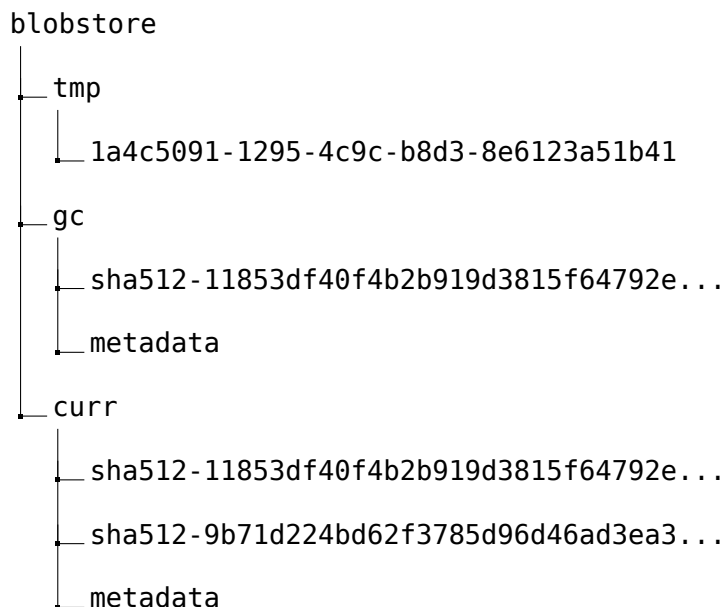 blobstore
tmp
1a4c5091-1295-4c9c-b8d3-8e6123a51b41
gc
sha512-11853df40f4b2b919d3815f64792e...
metadata
curr
sha512-11853df40f4b2b919d3815f64792e...
sha512-9b71d224bd62f3785d96d46ad3ea3...
metadata